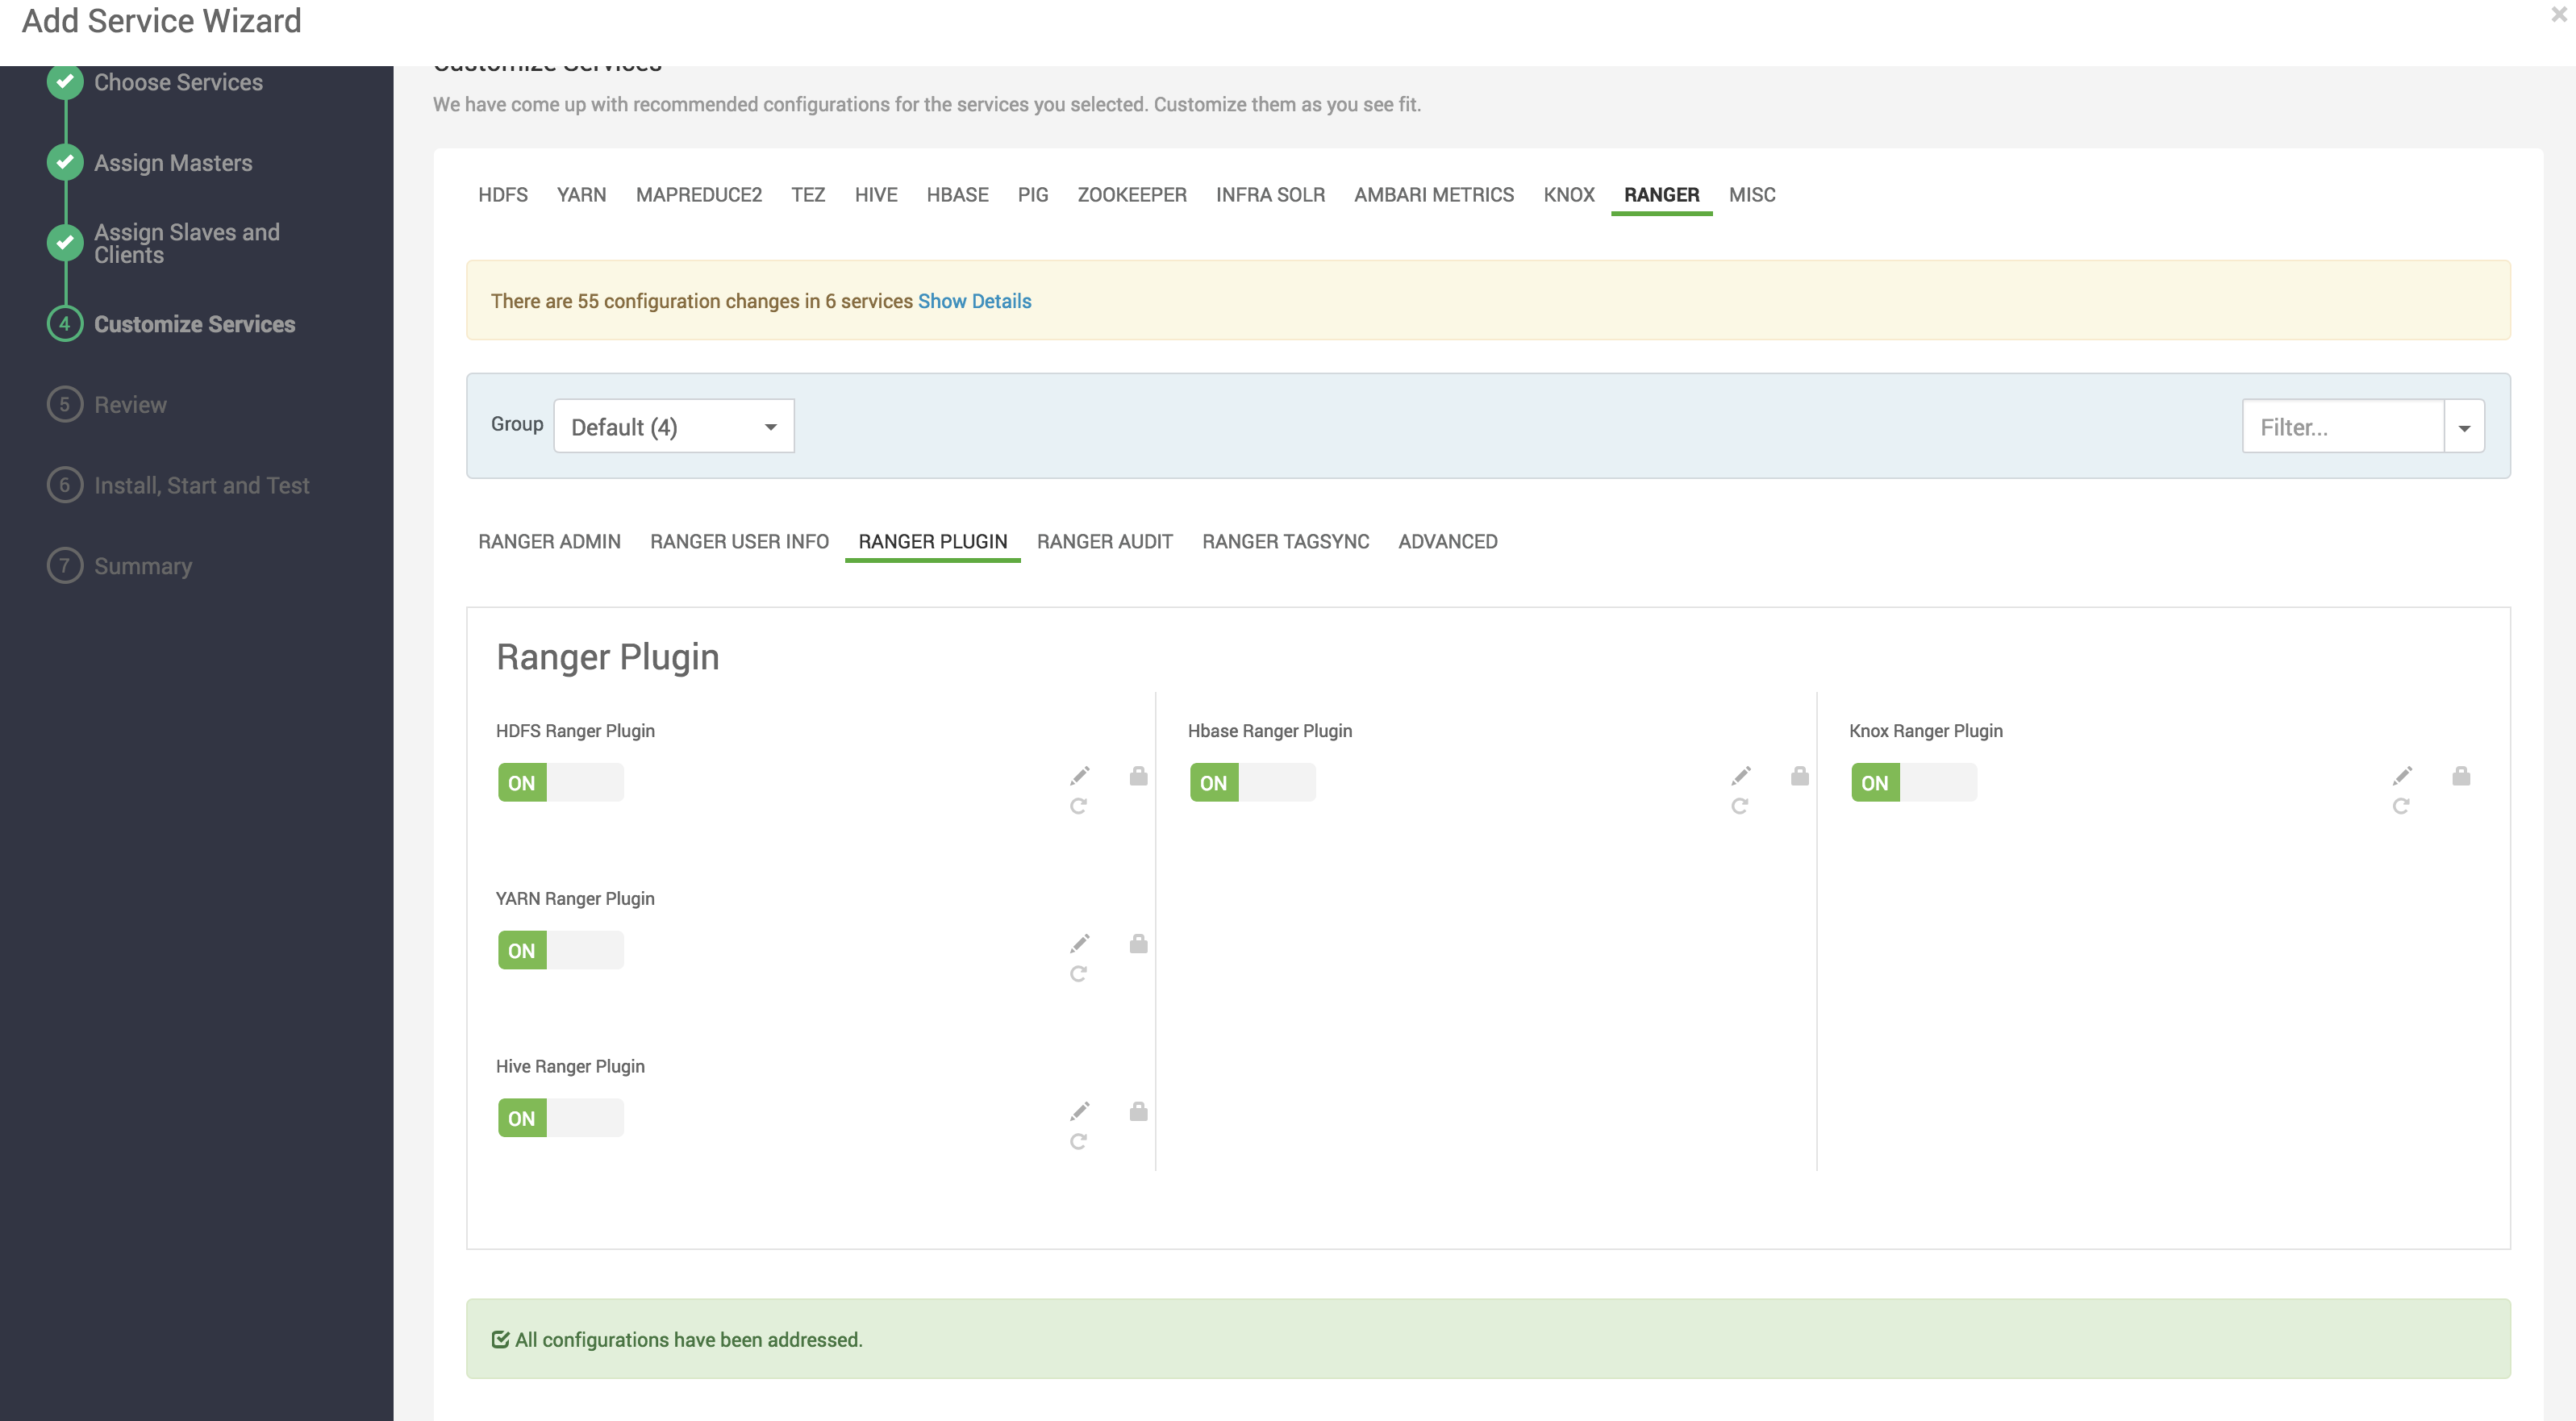 Add Service Wizard
×
Choose Services
Assign Masters
Assign Slaves and
Clients
4 Customize Services
5 Review
6 Install, Start and Test
7 Summary
Customize Services
We have come up with recommended configurations for the services you selected. Customize them as you see fit.
HDFS YARN MAPREDUCE2 TEZ HIVE HBASE PIG ZOOKEEPER INFRA SOLR AMBARI METRICS KNOX RANGER MISC
There are 55 configuration changes in 6 services Show Details
Group Default (4) Filter...
RANGER ADMIN RANGER USER INFO RANGER PLUGIN RANGER AUDIT RANGER TAGSYNC ADVANCED
Ranger Plugin
HDFS Ranger Plugin
ON
YARN Ranger Plugin
ON
Hive Ranger Plugin
ON
Hbase Ranger Plugin
ON
Knox Ranger Plugin
ON
All configurations have been addressed.